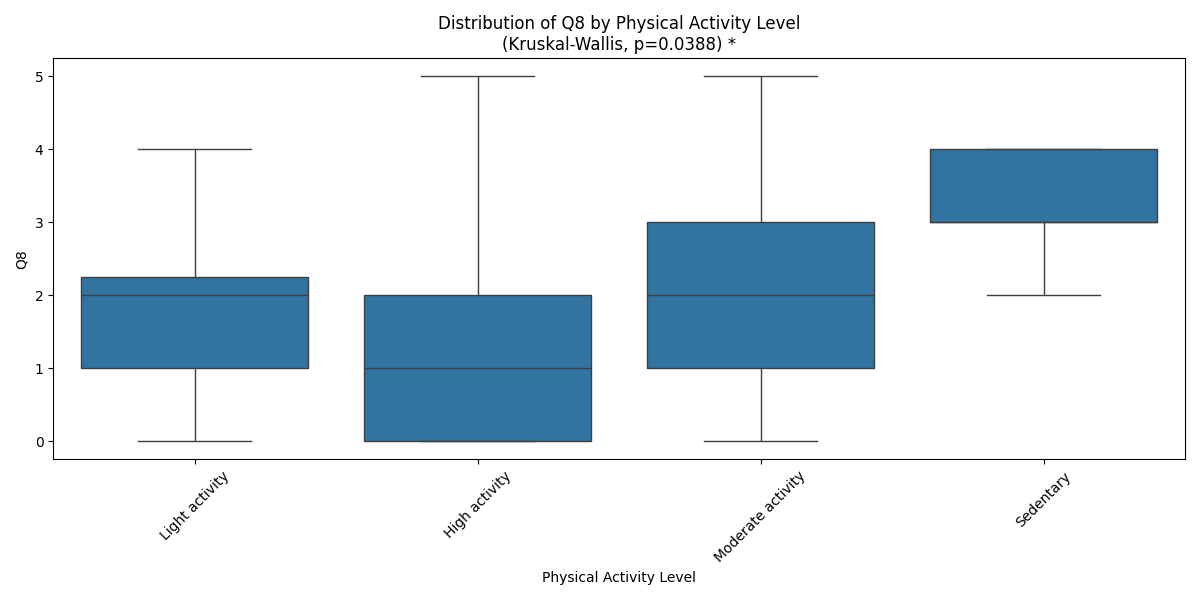 Distribution of Q8 by Physical Activity Level
(Kruskal-Wallis, p=0.0388) *
5
4
3
2
1
0
Q8
Light activity
High activity
Moderate activity
Sedentary
Physical Activity Level